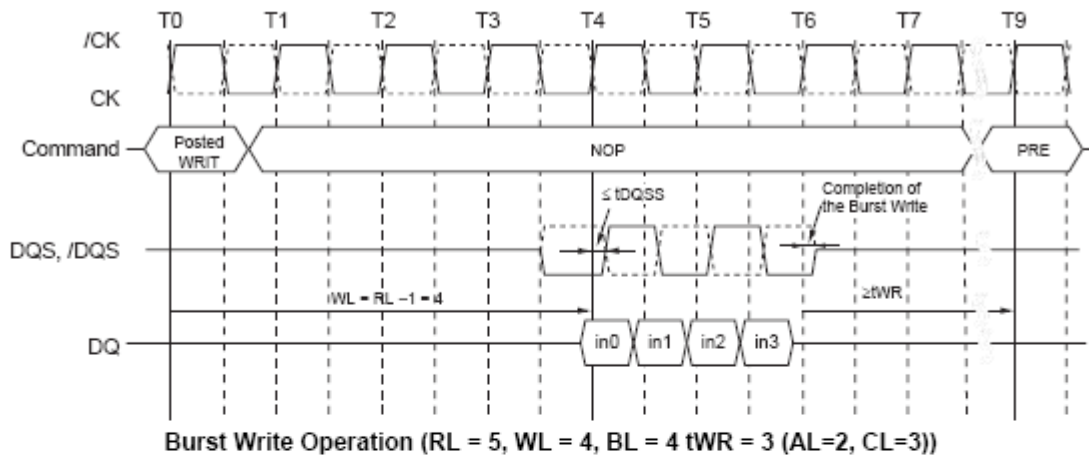 T0 T1 T2 T3 T4 T5 T6 T7 T9
/CK
CK
Command
Posted
WRIT
NOP
PRE
≤ tDQSS
Completion of
the Burst Write
DQS, /DQS
WL = RL –1 = 4
≥tWR
DQ
in0 in1 in2 in3
Burst Write Operation (RL = 5, WL = 4, BL = 4 tWR = 3 (AL=2, CL=3))